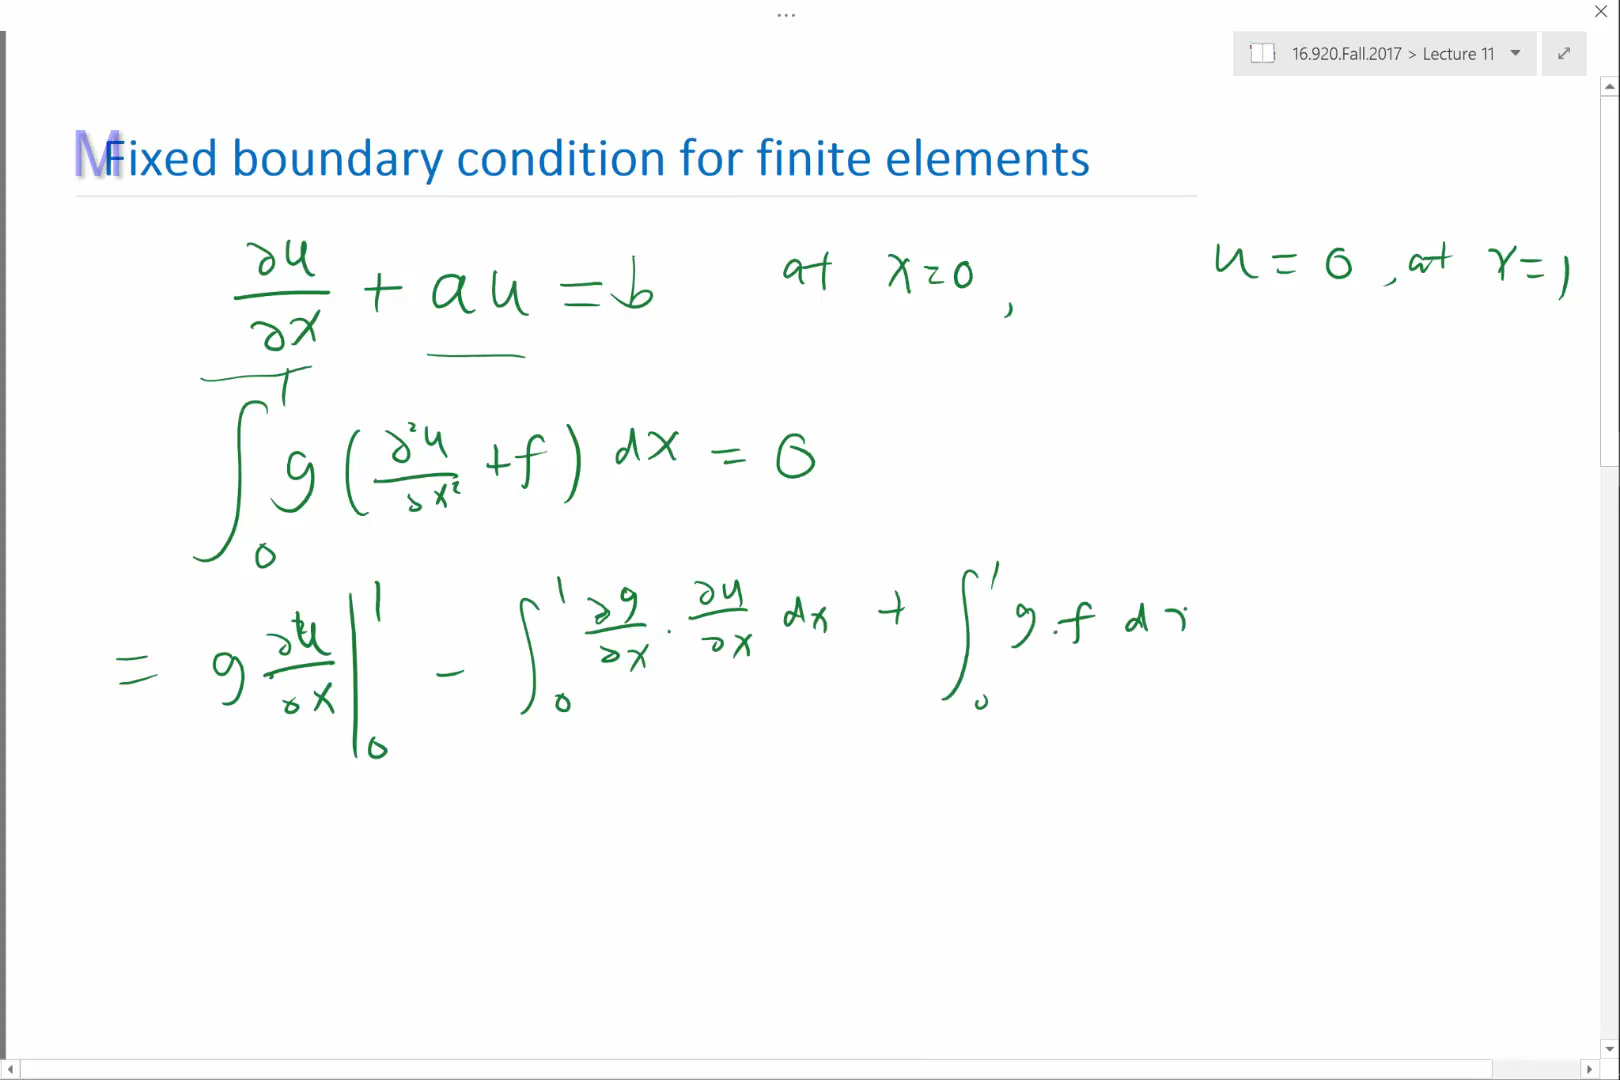 ...
16.920.Fall.2017 > Lecture 11
MFixed boundary condition for finite elements
∂u/∂x + au = b at x=0, u = 0, at x=1
∫₀¹ g (∂²u/∂x² + f) dx = 0
= g ∂u/∂x |₀¹ - ∫₀¹ ∂g/∂x · ∂u/∂x dx + ∫₀¹ g·f dx